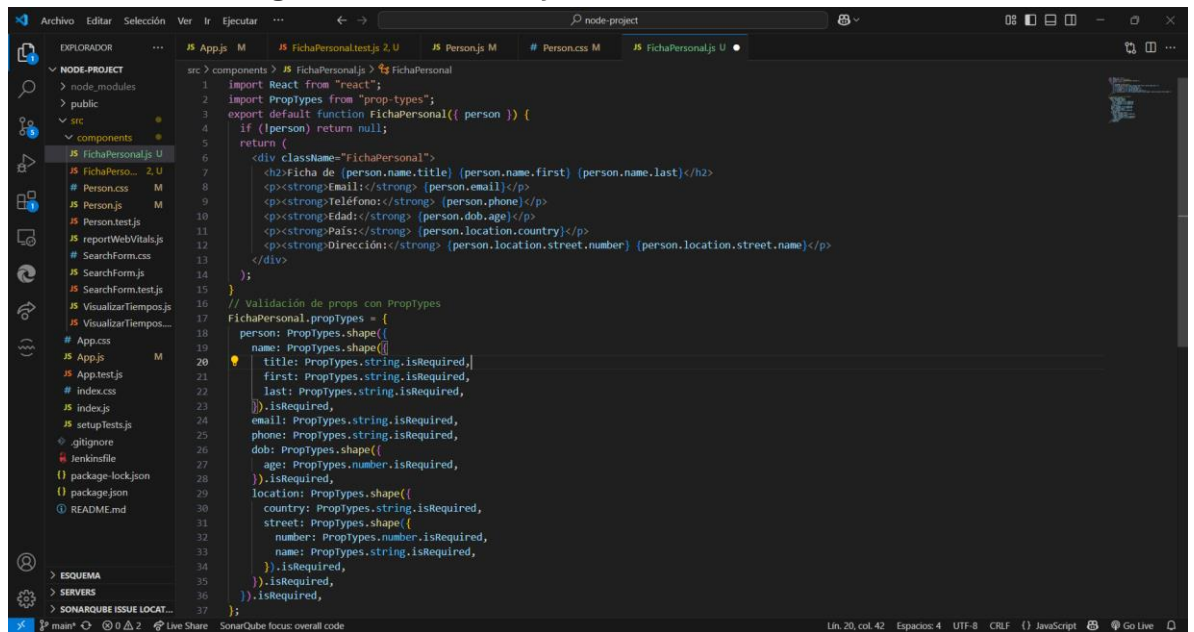 Archivo Editar Selección Ver Ir Ejecutar ··· node-project
EXPLORADOR ···
JS App.js M JS FichaPersonal.test.js 2, U JS Person.js M # Person.css M JS FichaPersonal.js U ●
NODE-PROJECT
> node_modules
> public
src
components
JS FichaPersonal.js U
JS FichaPerso... 2, U
# Person.css M
JS Person.js M
JS Person.test.js
JS reportWebVitals.js
# SearchForm.css
JS SearchForm.js
JS SearchForm.test.js
JS VisualizarTiempos.js
JS VisualizarTiempos....
# App.css
JS App.js M
JS App.test.js
# index.css
JS index.js
JS setupTests.js
.gitignore
Jenkinsfile
{} package-lock.json
{} package.json
README.md
> ESQUEMA
> SERVERS
> SONARQUBE ISSUE LOCAT...
src > components > JS FichaPersonal.js > FichaPersonal
1 import React from "react";
2 import PropTypes from "prop-types";
3 export default function FichaPersonal({ person }) {
4 if (!person) return null;
5 return (
6 <div className="FichaPersonal">
7 <h2>Ficha de {person.name.title} {person.name.first} {person.name.last}</h2>
8 <p><strong>Email:</strong> {person.email}</p>
9 <p><strong>Teléfono:</strong> {person.phone}</p>
10 <p><strong>Edad:</strong> {person.dob.age}</p>
11 <p><strong>País:</strong> {person.location.country}</p>
12 <p><strong>Dirección:</strong> {person.location.street.number} {person.location.street.name}</p>
13 </div>
14 );
15 }
16 // Validación de props con PropTypes
17 FichaPersonal.propTypes = {
18 person: PropTypes.shape({
19 name: PropTypes.shape({
20 title: PropTypes.string.isRequired,
21 first: PropTypes.string.isRequired,
22 last: PropTypes.string.isRequired,
23 }).isRequired,
24 email: PropTypes.string.isRequired,
25 phone: PropTypes.string.isRequired,
26 dob: PropTypes.shape({
27 age: PropTypes.number.isRequired,
28 }).isRequired,
29 location: PropTypes.shape({
30 country: PropTypes.string.isRequired,
31 street: PropTypes.shape({
32 number: PropTypes.number.isRequired,
33 name: PropTypes.string.isRequired,
34 }).isRequired,
35 }).isRequired,
36 }).isRequired,
37 };
main* 0 2 Live Share SonarQube focus: overall code Lín. 20, col. 42 Espacios: 4 UTF-8 CRLF {} JavaScript Go Live